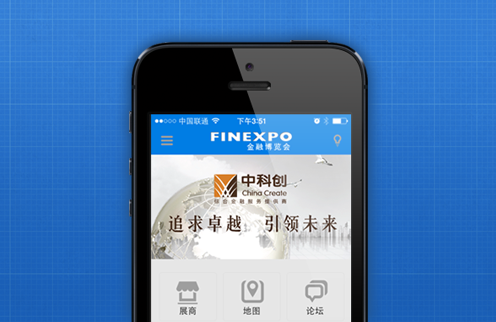 中国联通 下午3:51
FINEXPO
金融博览会
中科创
China Create
追求卓越 引领未来
展商 地图 论坛